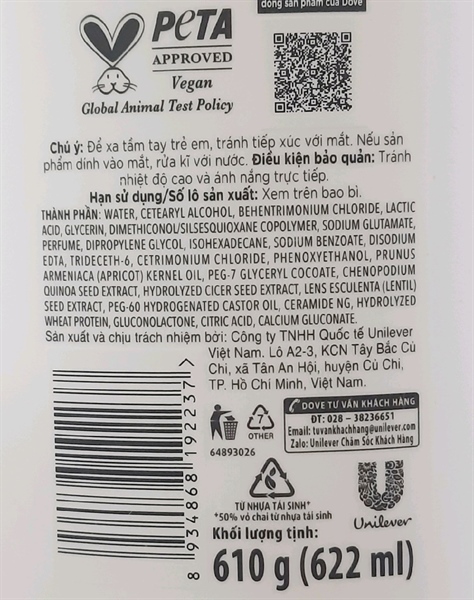 dòng sản phẩm của Dove
PETA
APPROVED
Vegan
Global Animal Test Policy
Chú ý: Để xa tầm tay trẻ em, tránh tiếp xúc với mắt. Nếu sản
phẩm dính vào mắt, rửa kĩ với nước. Điều kiện bảo quản: Tránh
nhiệt độ cao và ánh nắng trực tiếp.
Hạn sử dụng/Số lô sản xuất: Xem trên bao bì.
THÀNH PHẦN: WATER, CETEARYL ALCOHOL, BEHENTRIMONIUM CHLORIDE, LACTIC
ACID, GLYCERIN, DIMETHICONOL/SILSESQUIOXANE COPOLYMER, SODIUM GLUTAMATE,
PERFUME, DIPROPYLENE GLYCOL, ISOHEXADECANE, SODIUM BENZOATE, DISODIUM
EDTA, TRIDECETH-6, CETRIMONIUM CHLORIDE, PHENOXYETHANOL, PRUNUS
ARMENIACA (APRICOT) KERNEL OIL, PEG-7 GLYCERYL COCOATE, CHENOPODIUM
QUINOA SEED EXTRACT, HYDROLYZED CICER SEED EXTRACT, LENS ESCULENTA (LENTIL)
SEED EXTRACT, PEG-60 HYDROGENATED CASTOR OIL, CERAMIDE NG, HYDROLYZED
WHEAT PROTEIN, GLUCONOLACTONE, CITRIC ACID, CALCIUM GLUCONATE.
Sản xuất và chịu trách nhiệm bởi: Công ty TNHH Quốc tế Unilever
Việt Nam. Lô A2-3, KCN Tây Bắc Củ
Chi, xã Tân An Hội, huyện Củ Chi,
TP. Hồ Chí Minh, Việt Nam.
7
OTHER
64893026
DOVE TƯ VẤN KHÁCH HÀNG
ĐT: 028 – 38236651
Email: tuvankhachhang@unilever.com
Zalo: Unilever Chăm Sóc Khách Hàng
TỪ NHỰA TÁI SINH*
*50% vỏ chai từ nhựa tái sinh
Unilever
Khối lượng tịnh:
610 g (622 ml)
8 934868 192237 >